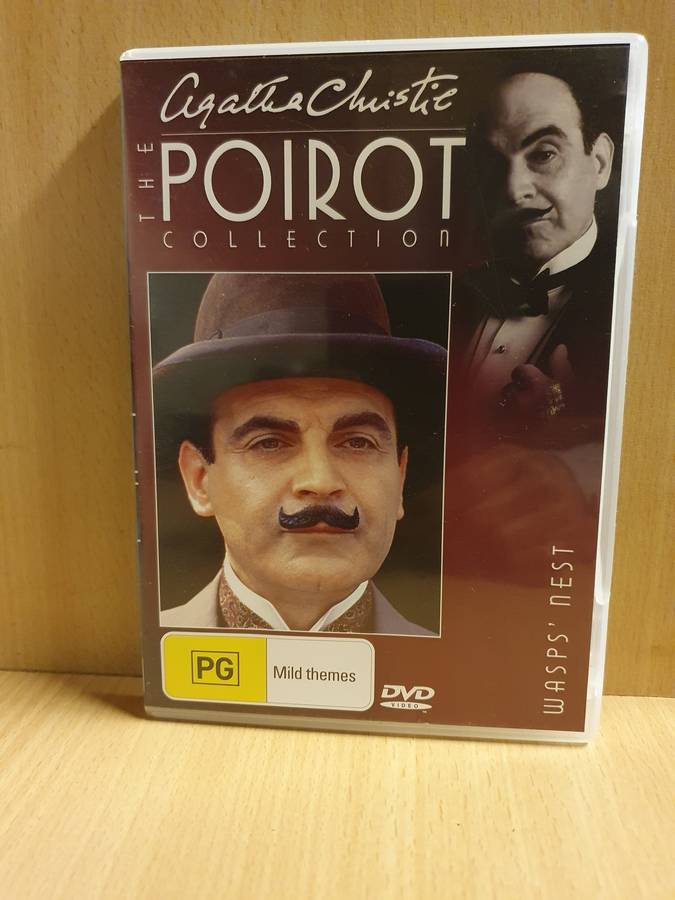 Agatha Christie
THE
POIROT
COLLECTION
WASPS' NEST
PG
Mild themes
DVD
VIDEO